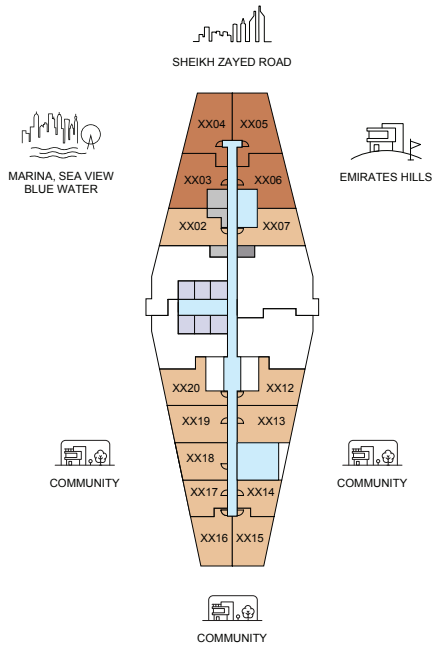 SHEIKH ZAYED ROAD
MARINA, SEA VIEW
BLUE WATER
EMIRATES HILLS
XX04 XX05
XX03 XX06
XX02 XX07
XX20 XX12
XX19 XX13
XX18
XX17 XX14
XX16 XX15
COMMUNITY
COMMUNITY
COMMUNITY